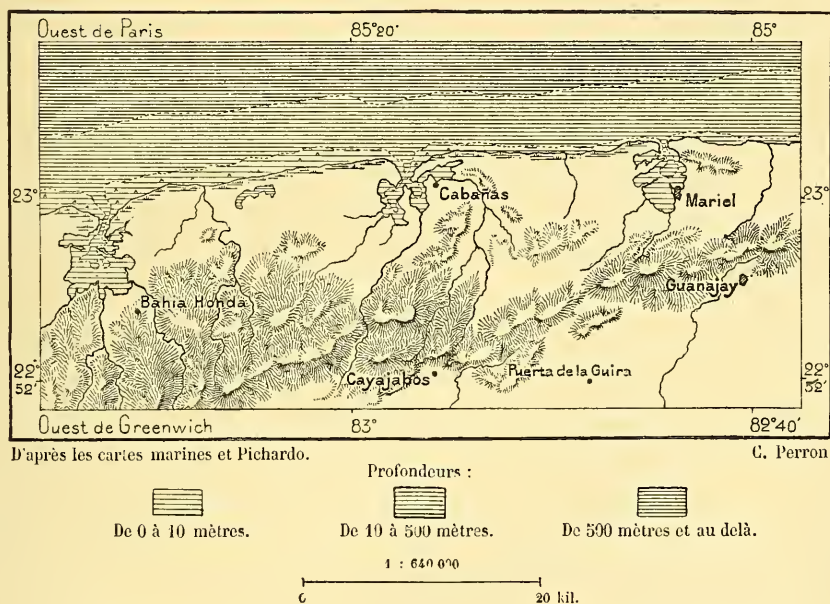 Ouest de Paris 85°20' 85°
23° Cabañas Mariel 23°
Guanajay
Bahia Honda
22° 52' Cayajabos Puerta de la Guira 22° 52'
Ouest de Greenwich 83° 82°40'
D'après les cartes marines et Pichardo. C. Perron
Profondeurs :
De 0 à 10 mètres. De 10 à 500 mètres. De 500 mètres et au delà.
1 : 640 000
0 20 kil.